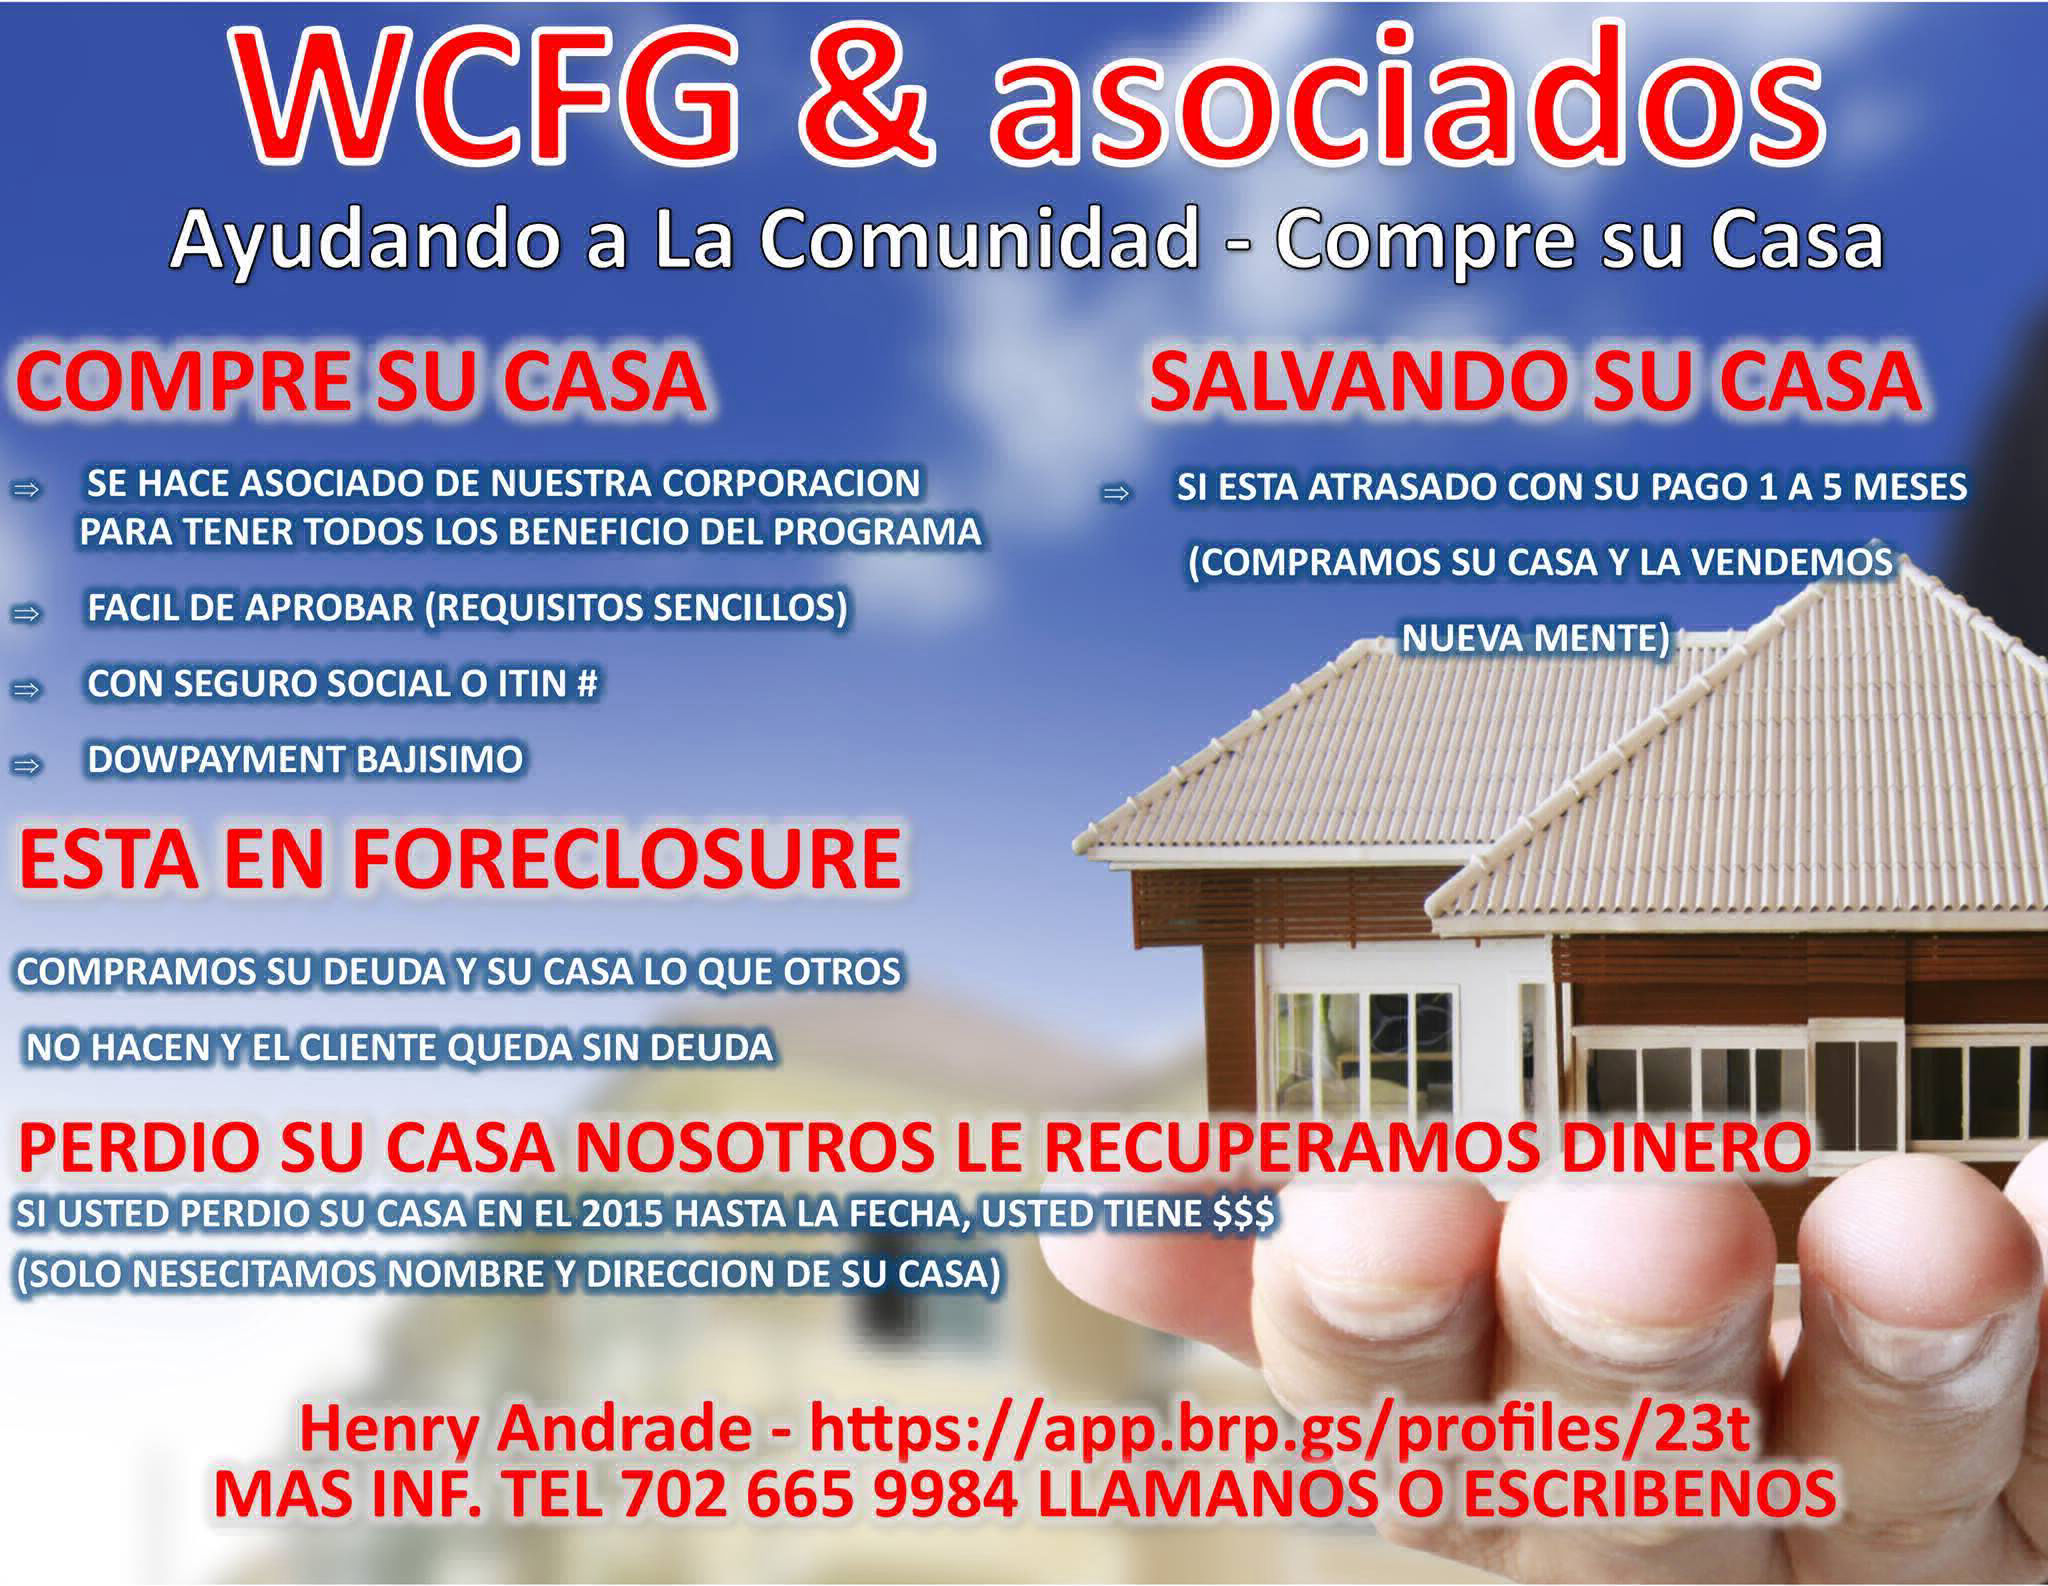 WCFG & asociados
Ayudando a La Comunidad - Compre su Casa
COMPRE SU CASA
⇒ SE HACE ASOCIADO DE NUESTRA CORPORACION
PARA TENER TODOS LOS BENEFICIO DEL PROGRAMA
⇒ FACIL DE APROBAR (REQUISITOS SENCILLOS)
⇒ CON SEGURO SOCIAL O ITIN #
⇒ DOWPAYMENT BAJISIMO
SALVANDO SU CASA
⇒ SI ESTA ATRASADO CON SU PAGO 1 A 5 MESES
(COMPRAMOS SU CASA Y LA VENDEMOS
NUEVA MENTE)
ESTA EN FORECLOSURE
COMPRAMOS SU DEUDA Y SU CASA LO QUE OTROS
NO HACEN Y EL CLIENTE QUEDA SIN DEUDA
PERDIO SU CASA NOSOTROS LE RECUPERAMOS DINERO
SI USTED PERDIO SU CASA EN EL 2015 HASTA LA FECHA, USTED TIENE $$$
(SOLO NESECITAMOS NOMBRE Y DIRECCION DE SU CASA)
Henry Andrade - https://app.brp.gs/profiles/23t
MAS INF. TEL 702 665 9984 LLAMANOS O ESCRIBENOS